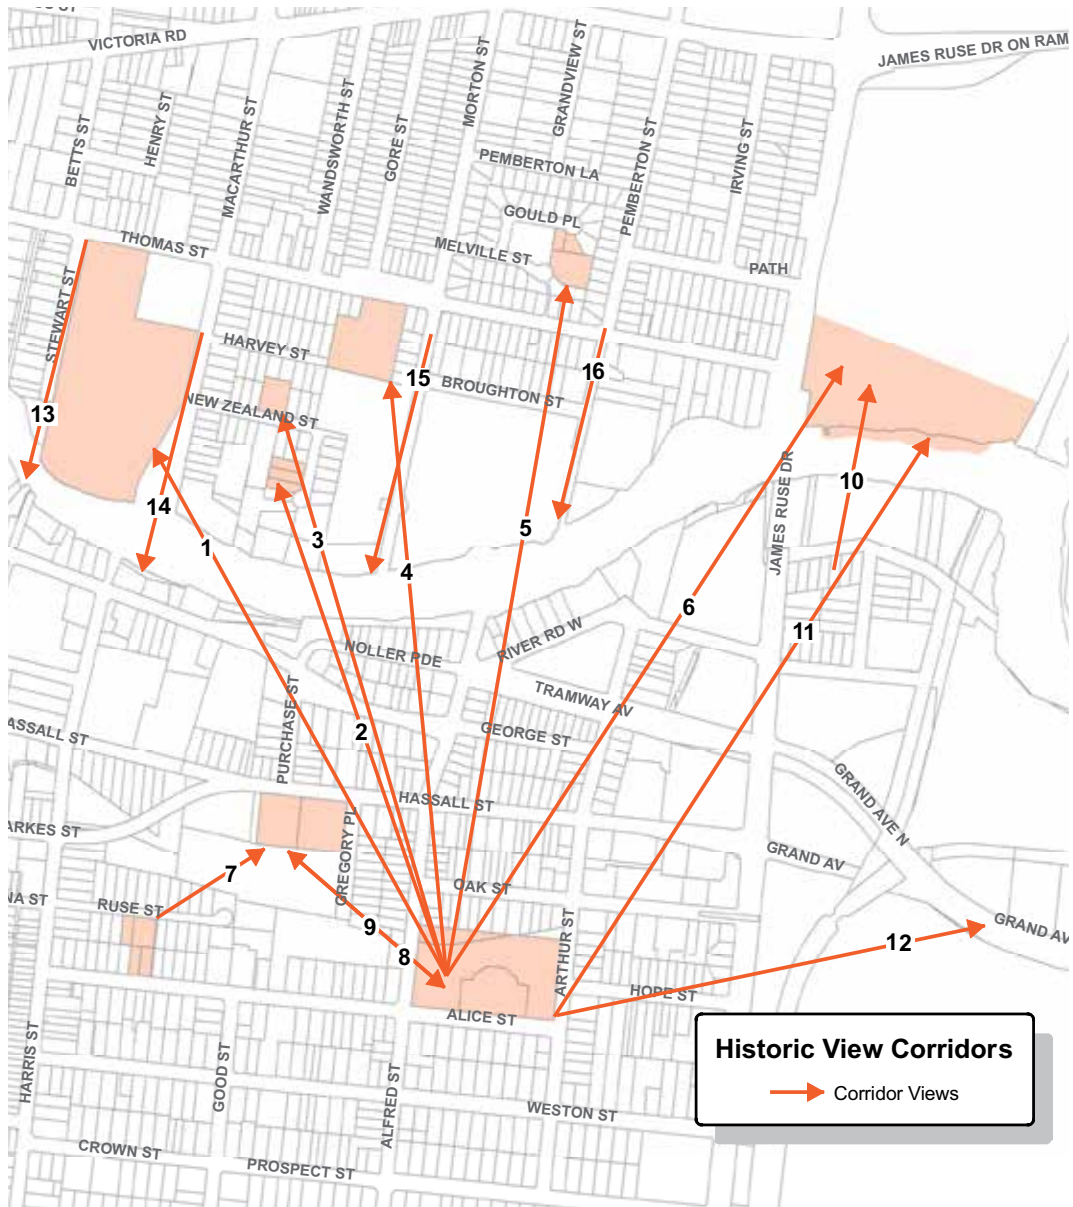 VICTORIA RD
JAMES RUSE DR ON RAM
BETTS ST
HENRY ST
MACARTHUR ST
WANDSWORTH ST
GORE ST
MORTON ST
GRANDVIEW ST
PEMBERTON ST
IRVING ST
PEMBERTON LA
GOULD PL
MELVILLE ST
PATH
THOMAS ST
STEWART ST
HARVEY ST
NEW ZEALAND ST
BROUGHTON ST
15
16
13
14
1
3
4
5
10
JAMES RUSE DR
6
11
NOLLER PDE
RIVER RD W
TRAMWAY AV
GEORGE ST
2
PURCHASE ST
ASSALL ST
HASSALL ST
GRAND AVE N
GRAND AV
ARKES ST
GREGORY PL
7
OAK ST
NA ST
RUSE ST
9
8
ARTHUR ST
12
GRAND AV
HOPE ST
ALICE ST
HARRIS ST
GOOD ST
ALFRED ST
WESTON ST
CROWN ST
PROSPECT ST
Historic View Corridors
Corridor Views